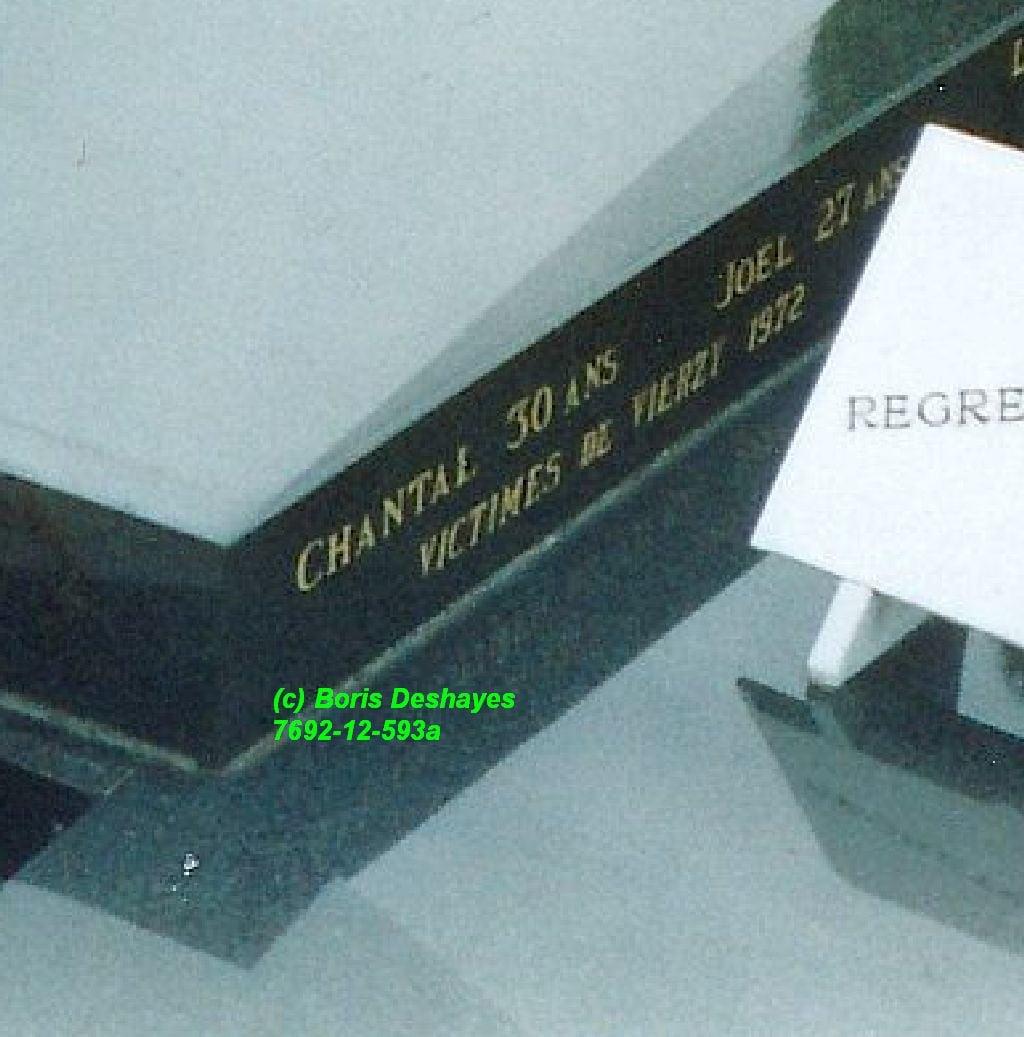 CHANTAL 30 ANS JOEL 27 ANS
VICTIMES DE VIERZY 1972
REGRE
(c) Boris Deshayes
7692-12-593a